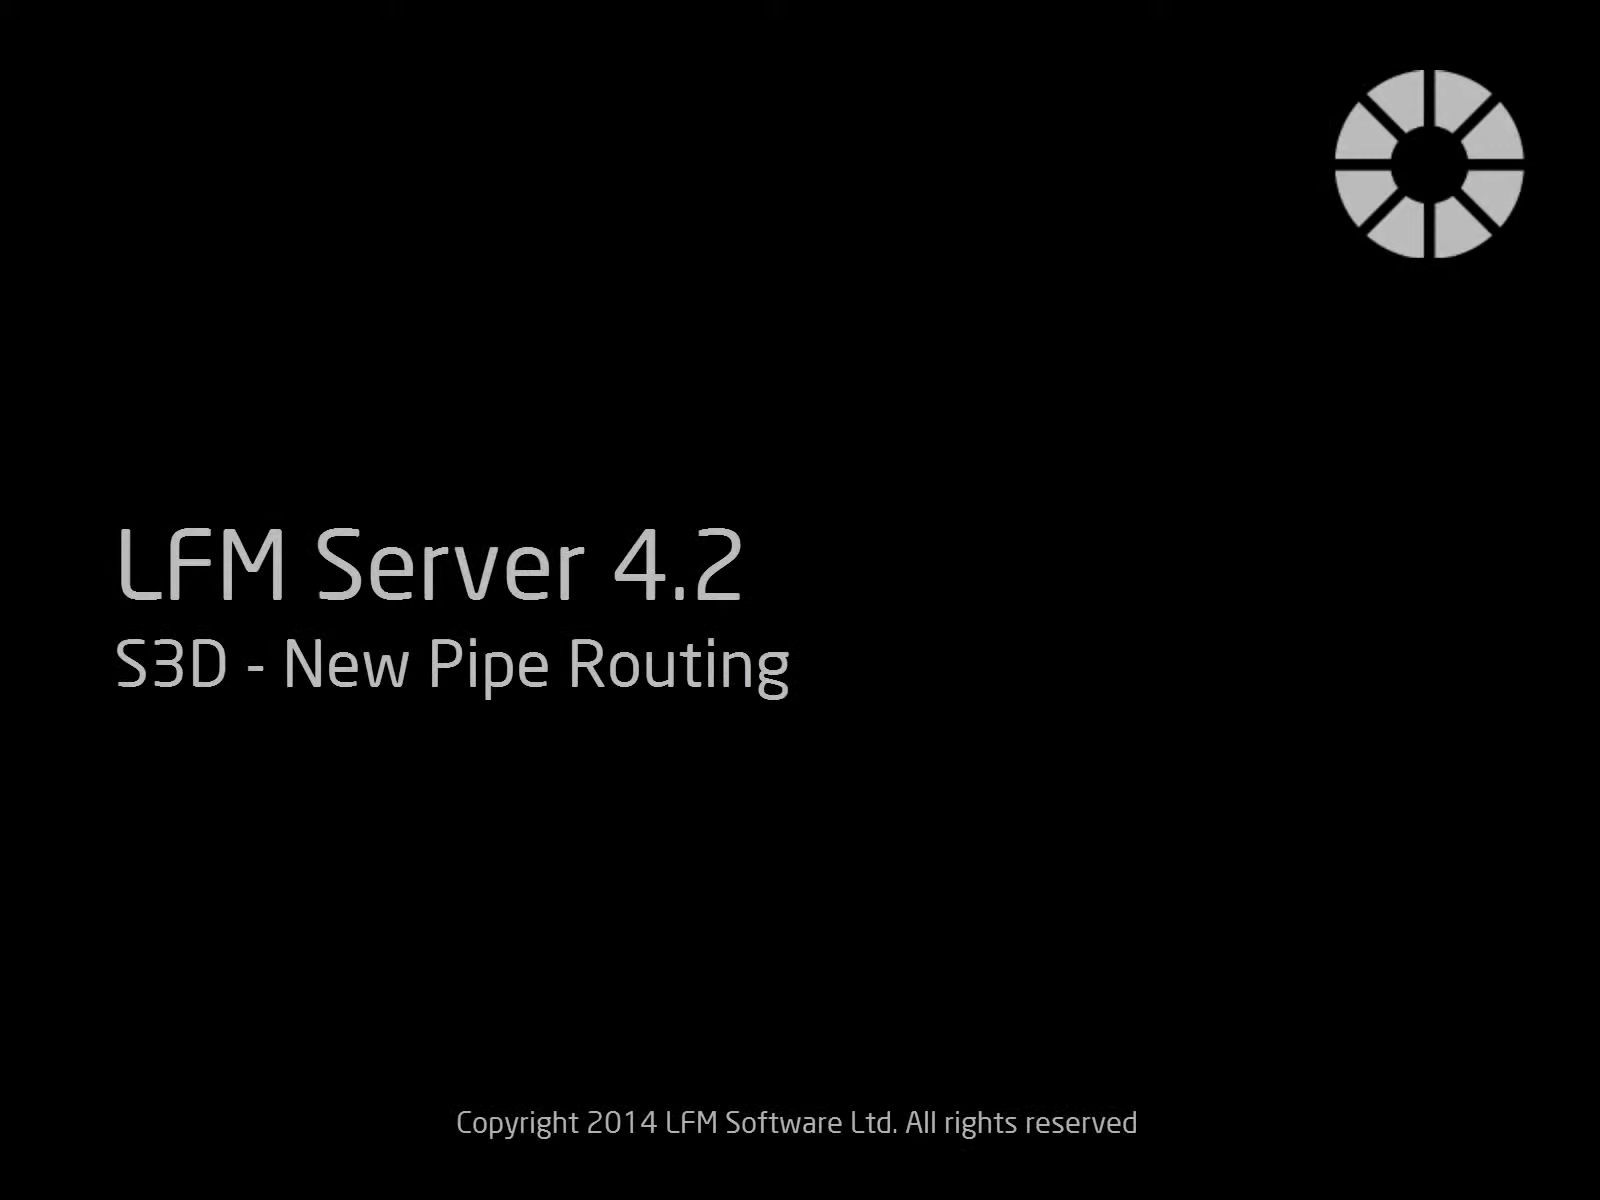 LFM Server 4.2
S3D - New Pipe Routing
Copyright 2014 LFM Software Ltd. All rights reserved